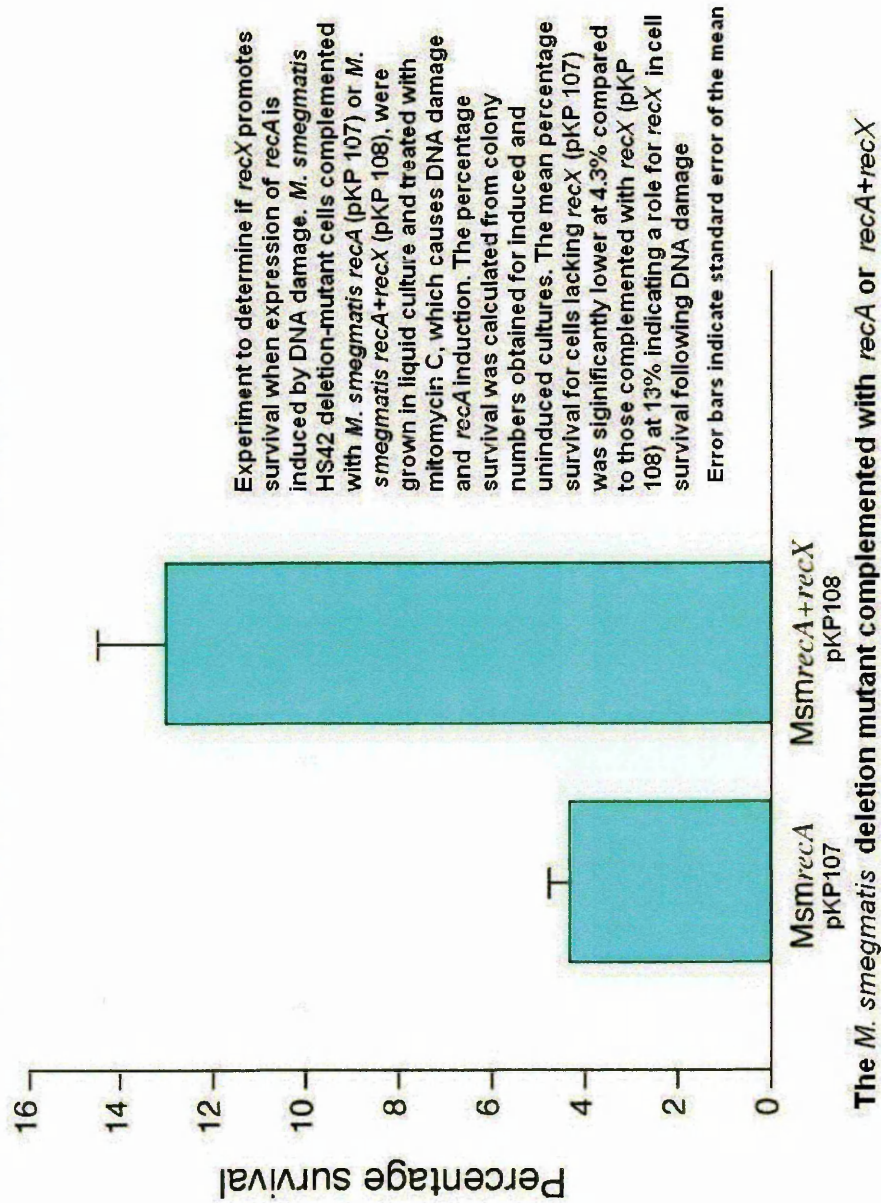 Experiment to determine if recX promotes
survival when expression of recA is
induced by DNA damage. M. smegmatis
HS42 deletion-mutant cells complemented
with M. smegmatis recA (pKP 107) or M.
smegmatis recA+recX (pKP 108), were
grown in liquid culture and treated with
mitomycin C, which causes DNA damage
and recA induction. The percentage
survival was calculated from colony
numbers obtained for induced and
uninduced cultures. The mean percentage
survival for cells lacking recX (pKP 107)
was siginificantly lower at 4.3% compared
to those complemented with recX (pKP
108) at 13% indicating a role for recX in cell
survival following DNA damage
Error bars indicate standard error of the mean
Percentage survival
16
14
12
10
8
6
4
2
0
MsmrecA
pKP107
MsmrecA+recX
pKP108
The M. smegmatis deletion mutant complemented with recA or recA+recX